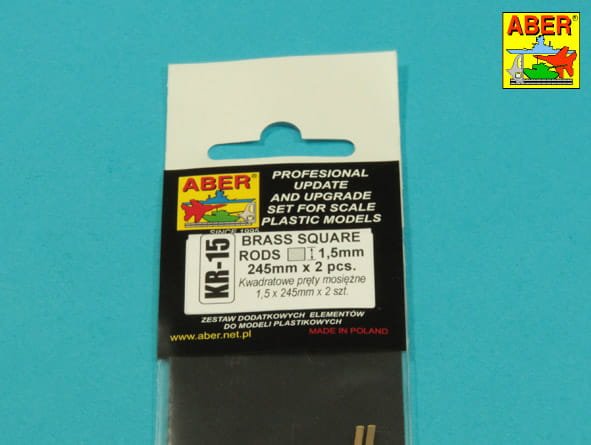 ABER®
ABER®
SINCE 1995
PROFESIONAL
UPDATE
AND UPGRADE
SET FOR SCALE
PLASTIC MODELS
KR-15
BRASS SQUARE
RODS 1,5mm
245mm x 2 pcs.
Kwadratowe pręty mosiężne
1,5 x 245mm x 2 szt.
ZESTAW DODATKOWYCH ELEMENTÓW
DO MODELI PLASTIKOWYCH
www.aber.net.pl
MADE IN POLAND